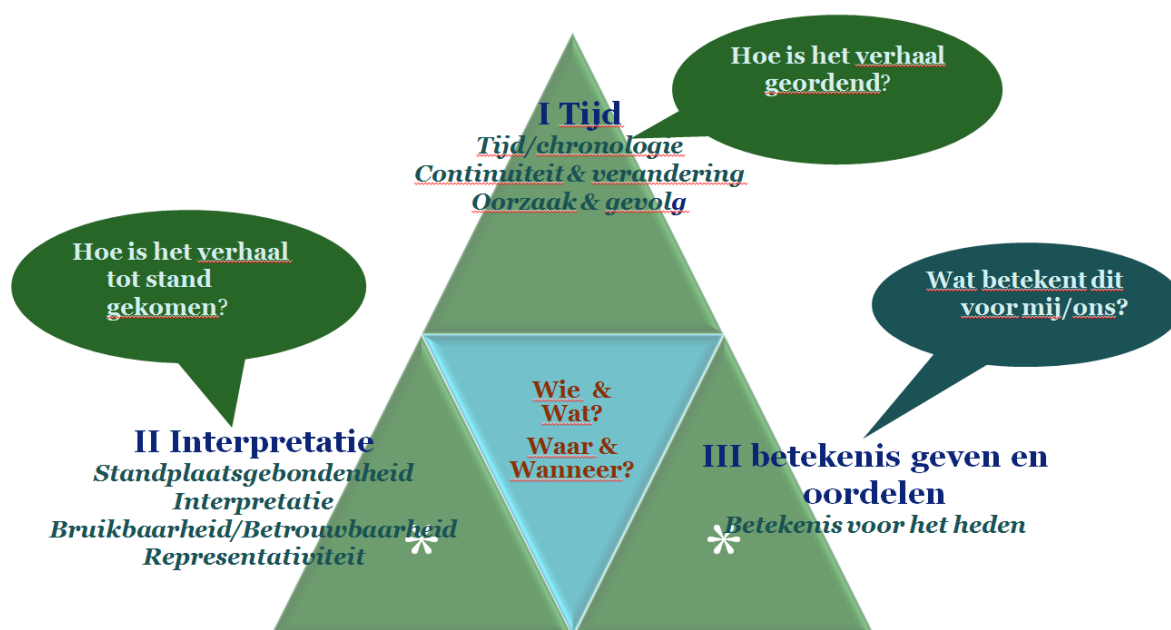 Hoe is het verhaal
geordend?
I Tijd
Tijd/chronologie
Continuiteit & verandering
Oorzaak & gevolg
Hoe is het verhaal
tot stand
gekomen?
Wat betekent dit
voor mij/ons?
Wie &
Wat?
Waar &
Wanneer?
II Interpretatie
Standplaatsgebondenheid
Interpretatie
Bruikbaarheid/Betrouwbaarheid
Representativiteit
*
III betekenis geven en
oordelen
Betekenis voor het heden
*